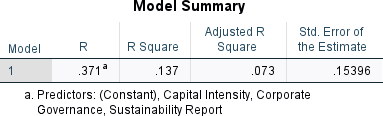 Model Summary
Adjusted R Std. Error of
Model R R Square Square the Estimate
1 .371a .137 .073 .15396
a. Predictors: (Constant), Capital Intensity, Corporate
Governance, Sustainability Report